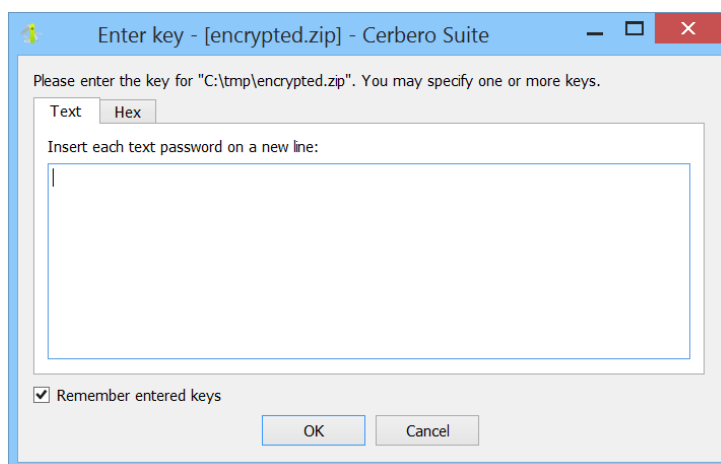 Enter key - [encrypted.zip] - Cerbero Suite
Please enter the key for "C:\tmp\encrypted.zip". You may specify one or more keys.
Text Hex
Insert each text password on a new line:
Remember entered keys
OK Cancel